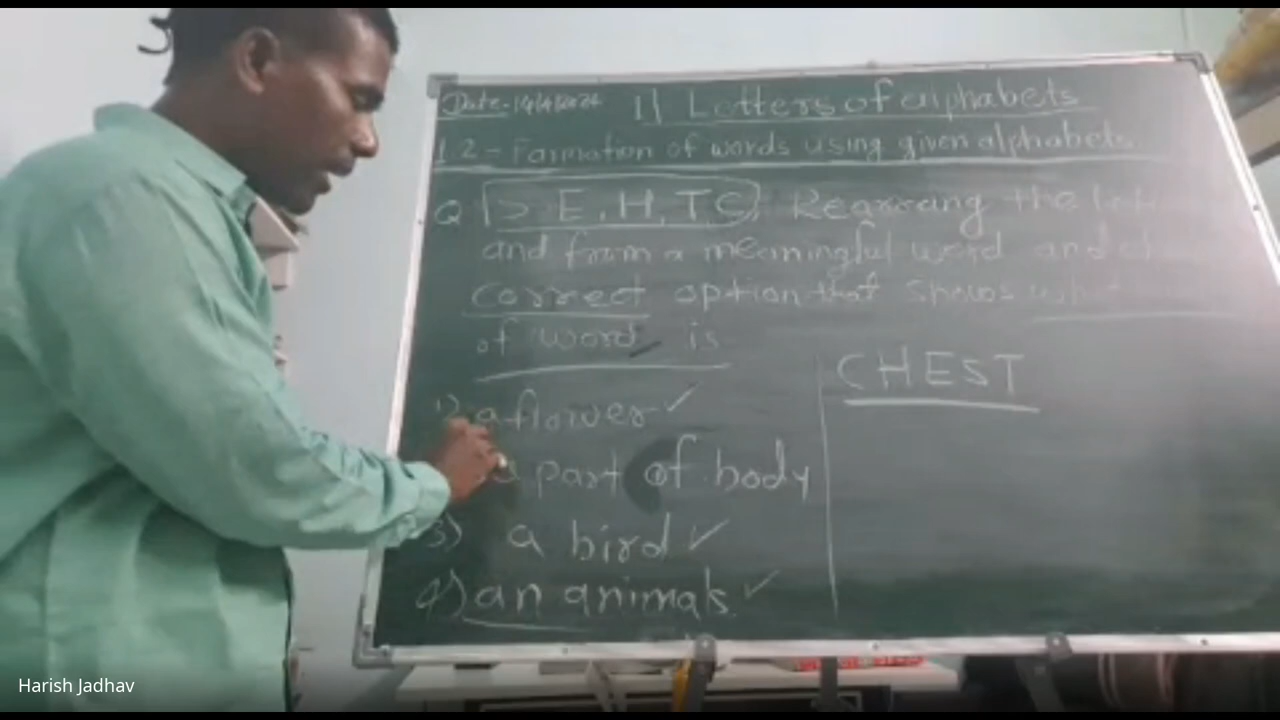 Date-14/4/202
1) Letters of alphabets
1.2 - Formation of words using given alphabets
Q S E, H, T C, Rearrang the
and from a meaningful word and
correct option that shows
of word is
1) a flower ✓
a part of body
3) a bird ✓
4) an animals ✓
CHEST
Harish Jadhav